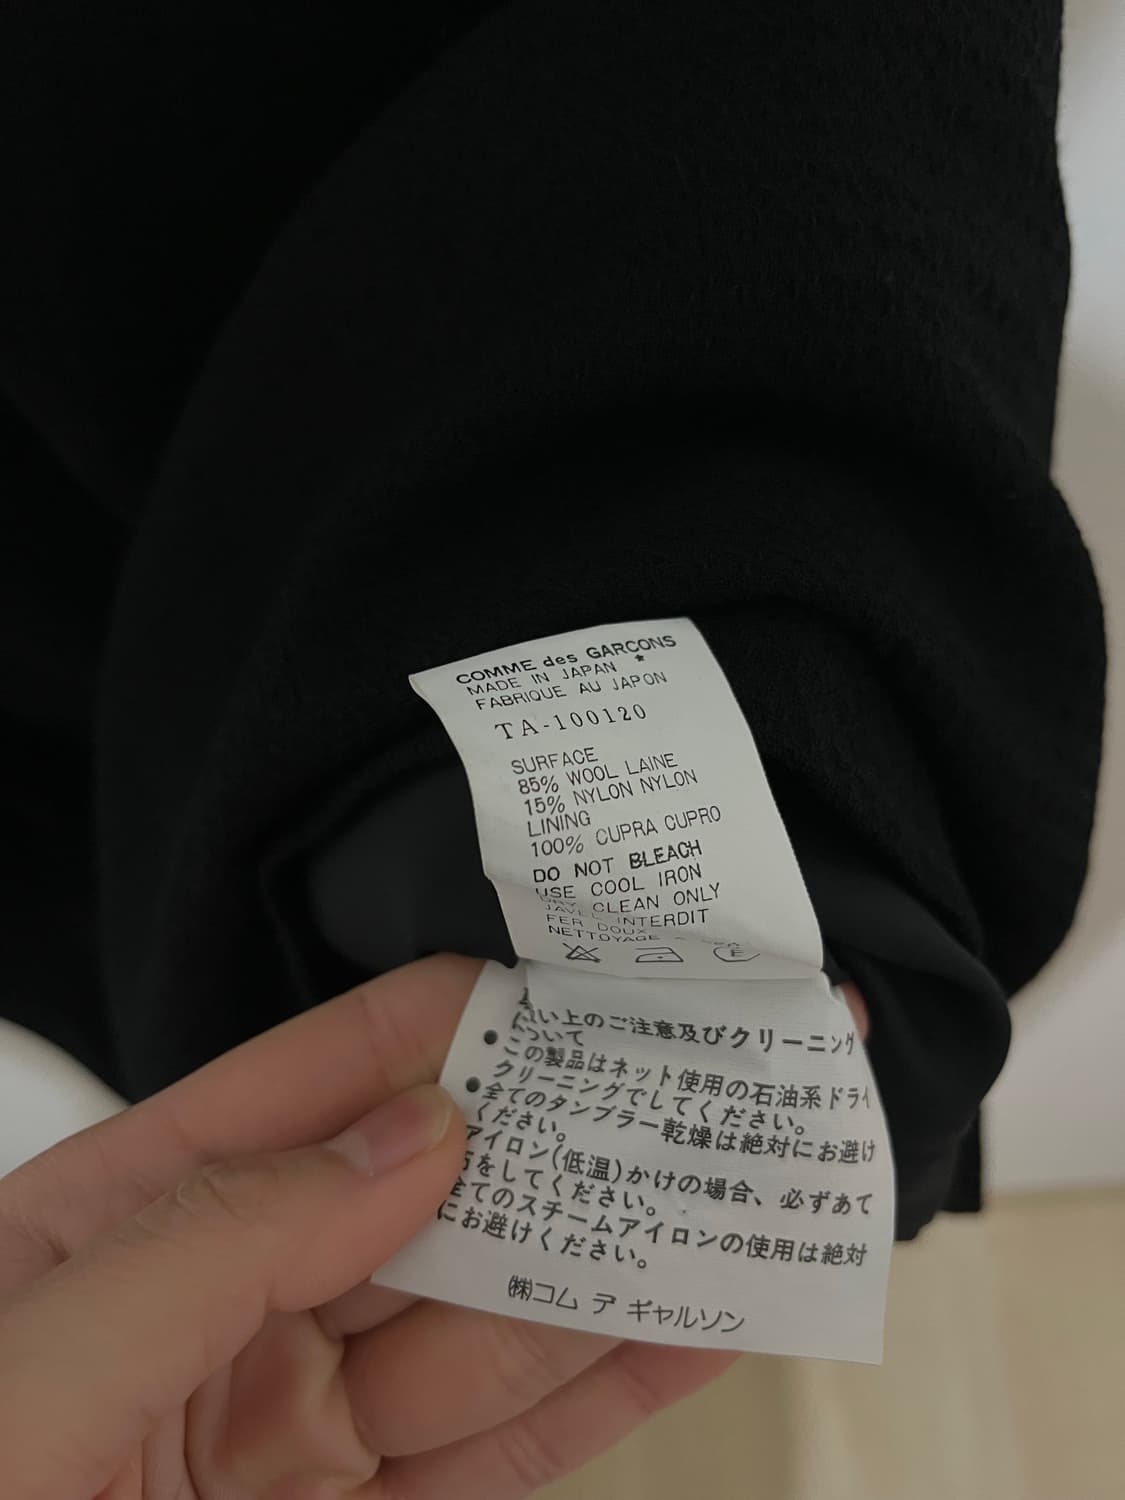 COMME des GARCONS
MADE IN JAPAN ★
FABRIQUE AU JAPON
TA-100120
SURFACE
85% WOOL LAINE
15% NYLON NYLON
LINING
100% CUPRA CUPRO
DO NOT BLEACH
USE COOL IRON
DRY CLEAN ONLY
JAVEL INTERDIT
FER DOUX
NETTOYAGE A
E
扱い上のご注意及びクリーニング
について
●この製品はネット使用の石油系ドライ
クリーニングでしてください。
●全てのタンブラー乾燥は絶対にお避け
ください。
アイロン(低温)かけの場合、必ずあて
をしてください。
全てのスチームアイロンの使用は絶対
にお避けください。
㈱コム デ ギャルソン